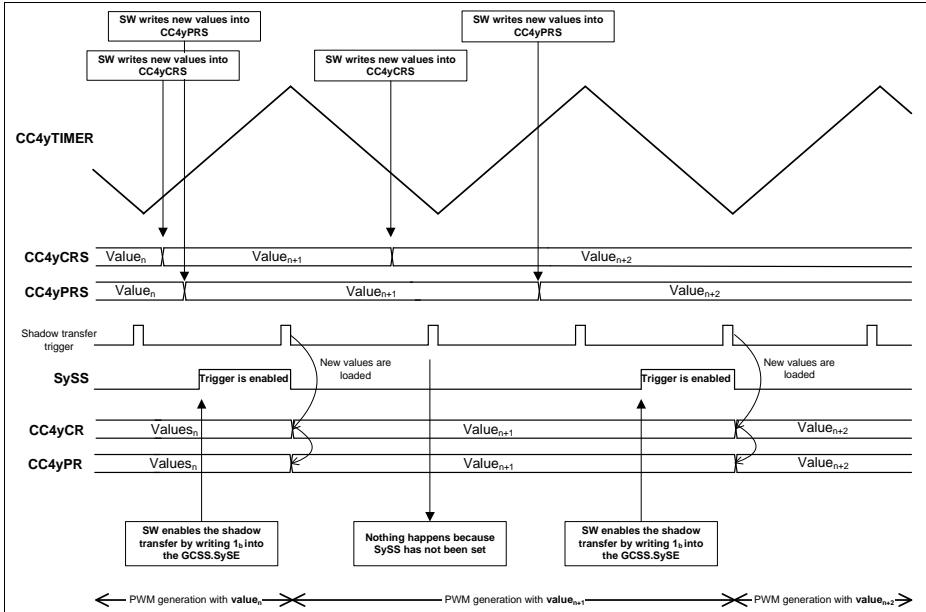 SW writes new values into
CC4yPRS
SW writes new values into
CC4yPRS
SW writes new values into
CC4yCRS
SW writes new values into
CC4yCRS
CC4yTIMER
CC4yCRS
Valueₙ
Valueₙ₊₁
Valueₙ₊₂
CC4yPRS
Valueₙ
Valueₙ₊₁
Valueₙ₊₂
Shadow transfer
trigger
New values are
loaded
New values are
loaded
SySS
Trigger is enabled
Trigger is enabled
CC4yCR
Valuesₙ
Valueₙ₊₁
Valueₙ₊₂
CC4yPR
Valuesₙ
Valueₙ₊₁
Valueₙ₊₂
SW enables the shadow
transfer by writing 1b into
the GCSS.SySE
Nothing happens because
SySS has not been set
SW enables the shadow
transfer by writing 1b into
the GCSS.SySE
PWM generation with valueₙ
PWM generation with valueₙ₊₁
PWM generation with valueₙ₊₂